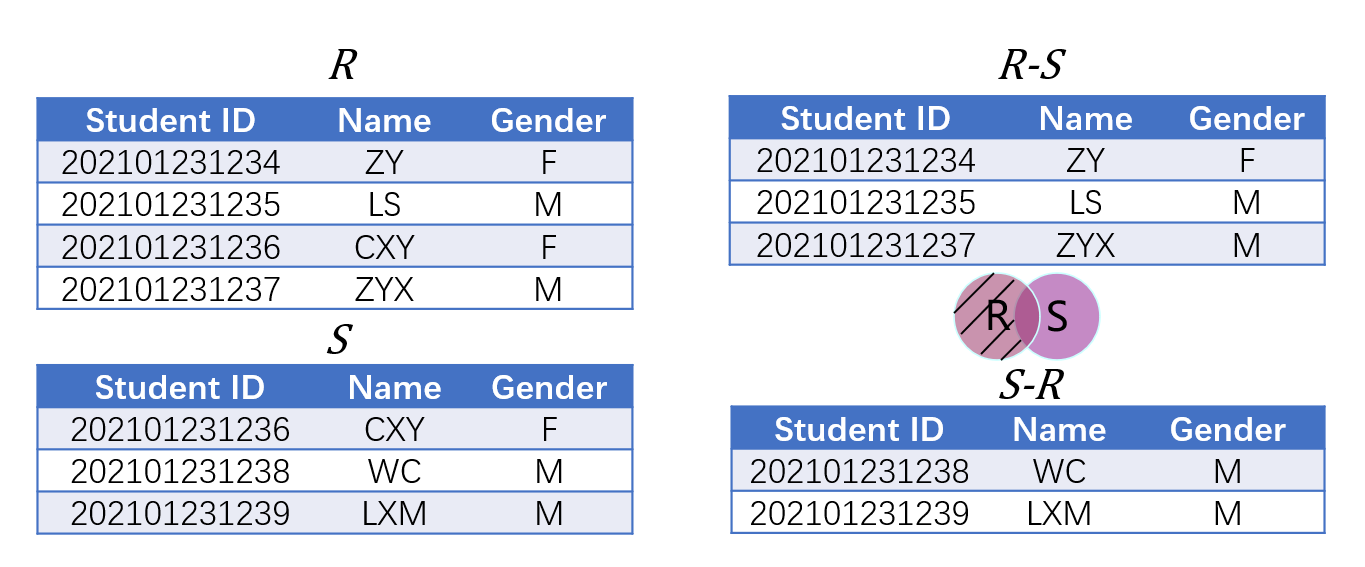 R
Student ID Name Gender
202101231234 ZY F
202101231235 LS M
202101231236 CXY F
202101231237 ZYX M
S
Student ID Name Gender
202101231236 CXY F
202101231238 WC M
202101231239 LXM M
R-S
Student ID Name Gender
202101231234 ZY F
202101231235 LS M
202101231237 ZYX M
R S
S-R
Student ID Name Gender
202101231238 WC M
202101231239 LXM M